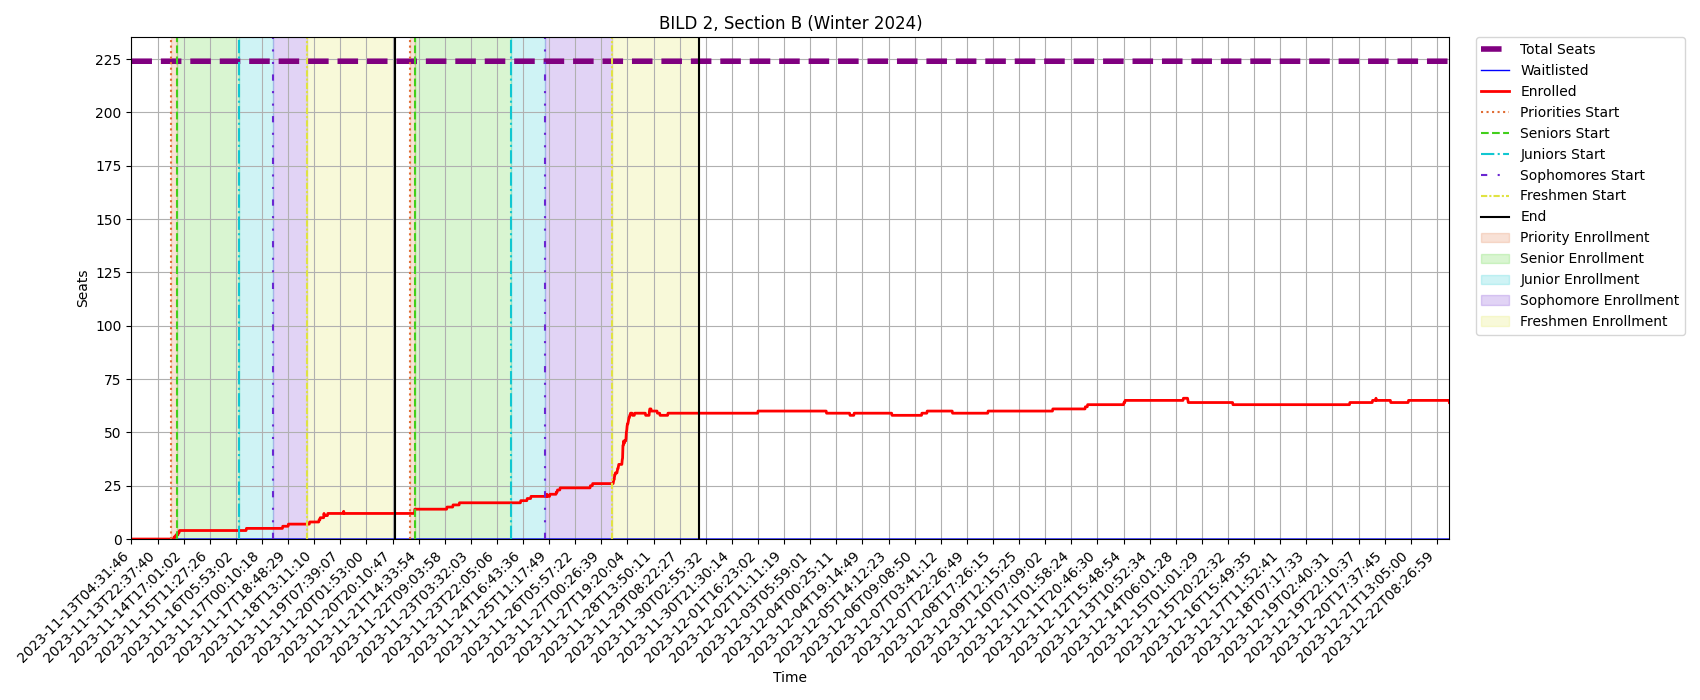 BILD 2, Section B (Winter 2024)
Seats
225
200
175
150
125
100
75
50
25
0
2023-11-13T04:31:46
2023-11-13T22:37:40
2023-11-14T17:01:02
2023-11-15T11:27:26
2023-11-16T05:53:02
2023-11-17T00:10:18
2023-11-17T18:48:29
2023-11-18T13:11:10
2023-11-19T07:39:07
2023-11-20T01:53:00
2023-11-20T20:10:47
2023-11-21T14:33:54
2023-11-22T09:03:58
2023-11-23T03:32:03
2023-11-23T22:05:06
2023-11-24T16:43:36
2023-11-25T11:17:49
2023-11-26T05:57:22
2023-11-27T00:26:39
2023-11-27T19:20:04
2023-11-28T13:50:11
2023-11-29T08:22:27
2023-11-30T02:55:32
2023-11-30T21:30:14
2023-12-01T16:23:02
2023-12-02T11:11:19
2023-12-03T05:59:01
2023-12-04T00:25:11
2023-12-04T19:14:49
2023-12-05T14:12:23
2023-12-06T09:08:50
2023-12-07T03:41:12
2023-12-07T22:26:49
2023-12-08T17:26:15
2023-12-09T12:15:25
2023-12-10T07:09:02
2023-12-11T01:58:24
2023-12-11T20:46:30
2023-12-12T15:48:54
2023-12-13T10:52:34
2023-12-14T06:01:28
2023-12-15T01:01:29
2023-12-15T20:22:32
2023-12-16T15:49:35
2023-12-17T11:52:41
2023-12-18T07:17:33
2023-12-19T02:40:31
2023-12-19T22:10:37
2023-12-20T17:37:45
2023-12-21T13:05:00
2023-12-22T08:26:59
Time
Total Seats
Waitlisted
Enrolled
Priorities Start
Seniors Start
Juniors Start
Sophomores Start
Freshmen Start
End
Priority Enrollment
Senior Enrollment
Junior Enrollment
Sophomore Enrollment
Freshmen Enrollment